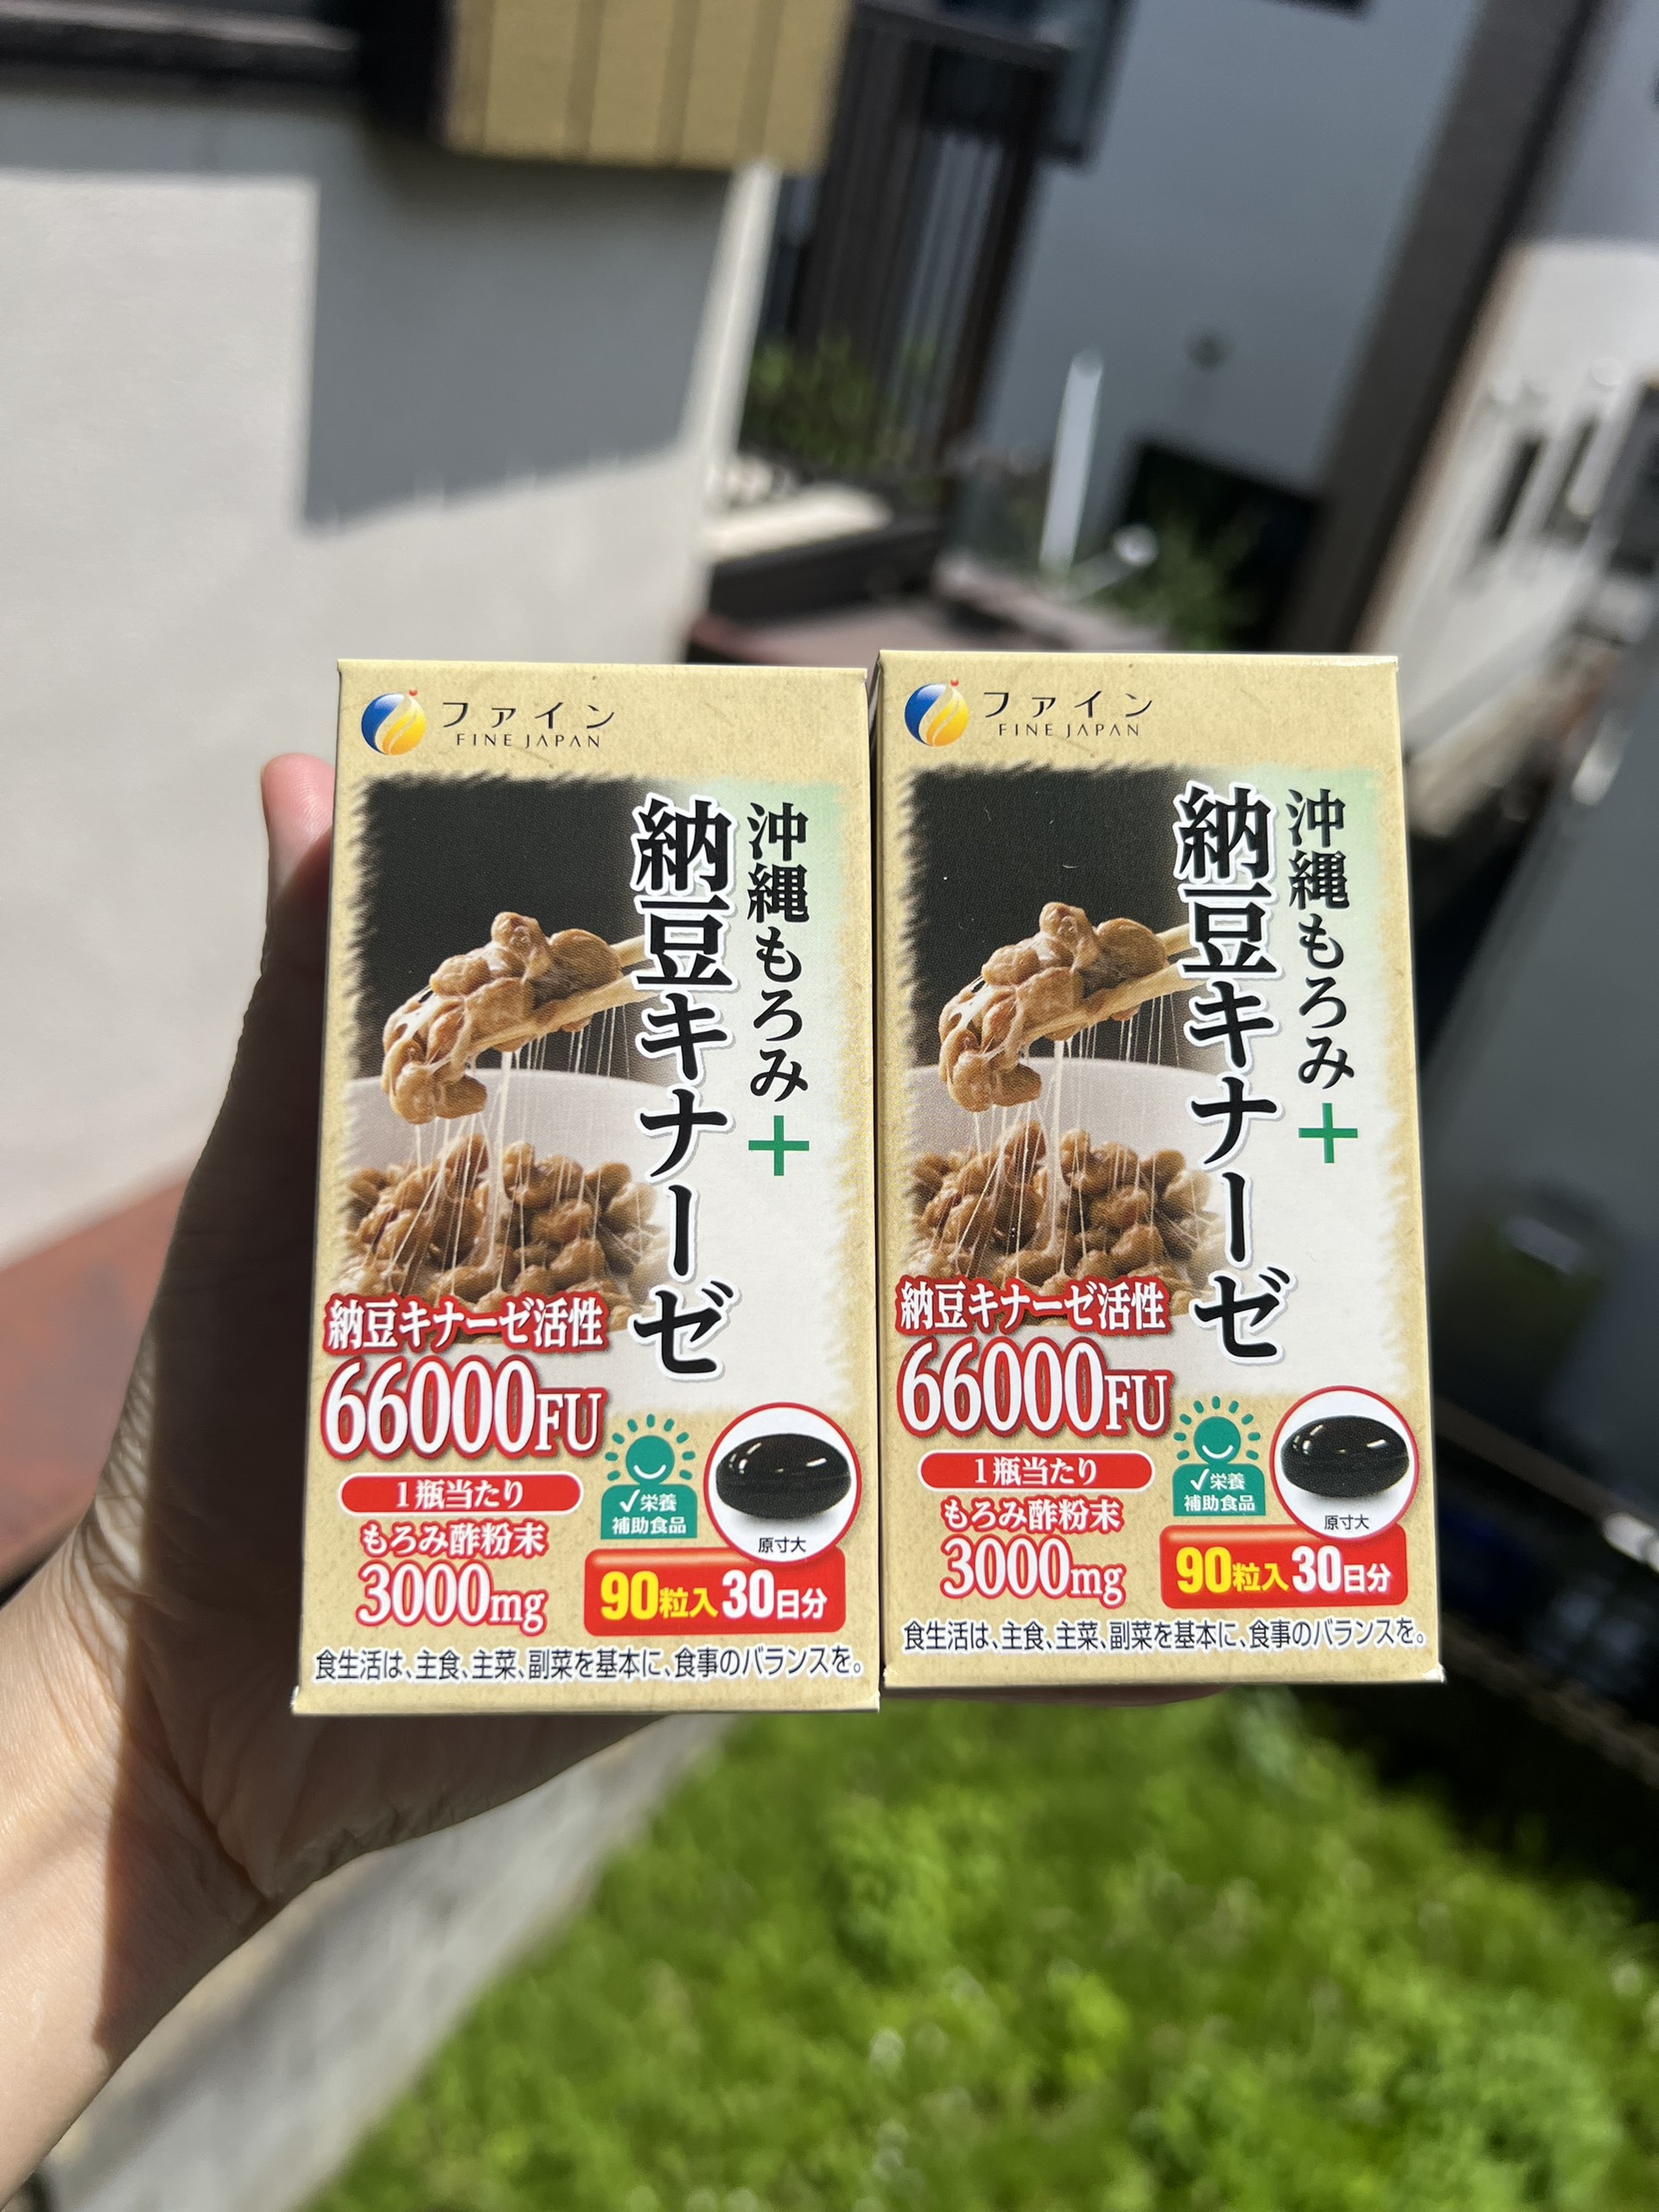 ファイン
FINE JAPAN
沖縄もろみ+
納豆キナーゼ
納豆キナーゼ活性
66000FU
1瓶当たり
もろみ酢粉末
3000mg
✓栄養
補助食品
原寸大
90粒入30日分
食生活は、主食、主菜、副菜を基本に、食事のバランスを。
ファイン
FINE JAPAN
沖縄もろみ+
納豆キナーゼ
納豆キナーゼ活性
66000FU
1瓶当たり
もろみ酢粉末
3000mg
✓栄養
補助食品
原寸大
90粒入30日分
食生活は、主食、主菜、副菜を基本に、食事のバランスを。